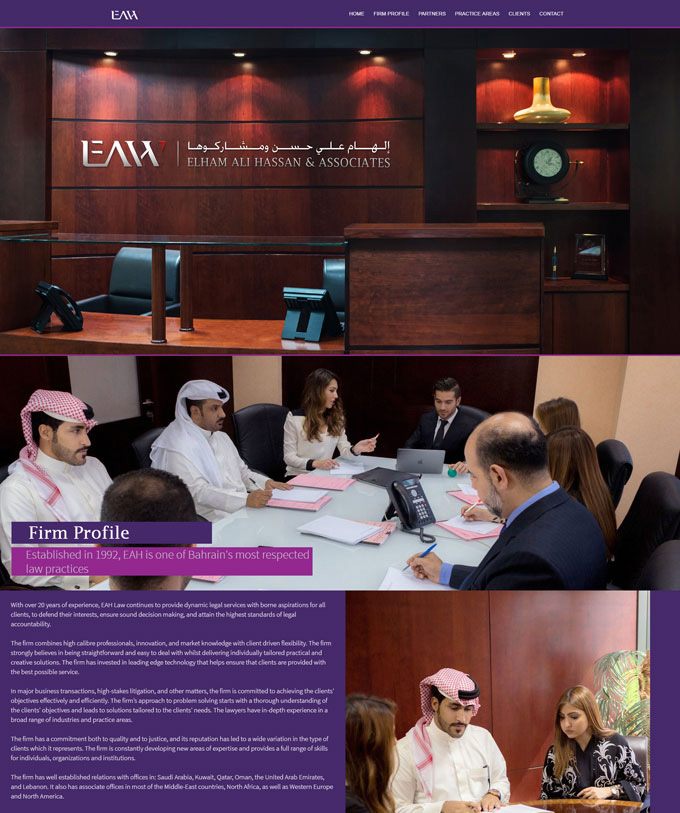 EAH
HOME FIRM PROFILE PARTNERS PRACTICE AREAS CLIENTS CONTACT
EAH
إلـهـام عـلي حـسـن ومـشـاركـوهـا
ELHAM ALI HASSAN & ASSOCIATES
Firm Profile
Established in 1992, EAH is one of Bahrain's most respected
law practices
With over 20 years of experience, EAH Law continues to provide dynamic legal services with borne aspirations for all
clients, to defend their interests, ensure sound decision making, and attain the highest standards of legal
accountability.
The firm combines high calibre professionals, innovation, and market knowledge with client driven flexibility. The firm
strongly believes in being straightforward and easy to deal with whilst delivering individually tailored practical and
creative solutions. The firm has invested in leading edge technology that helps ensure that clients are provided with
the best possible service.
In major business transactions, high-stakes litigation, and other matters, the firm is committed to achieving the clients'
objectives effectively and efficiently. The firm's approach to problem solving starts with a thorough understanding of
the clients' objectives and leads to solutions tailored to the clients' needs. The lawyers have in-depth experience in a
broad range of industries and practice areas.
The firm has a commitment both to quality and to justice, and its reputation has led to a wide variation in the type of
clients which it represents. The firm is constantly developing new areas of expertise and provides a full range of skills
for individuals, organizations and institutions.
The firm has well established relations with offices in: Saudi Arabia, Kuwait, Qatar, Oman, the United Arab Emirates,
and Lebanon. It also has associate offices in most of the Middle-East countries, North Africa, as well as Western Europe
and North America.